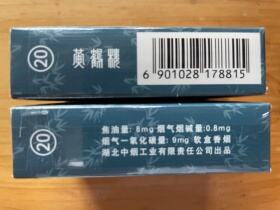 20 黄鹤楼
6 901028 178815
20
焦油量: 8mg 烟气烟碱量:0.8mg
烟气一氧化碳量: 9mg 软盒香烟
湖北中烟工业有限责任公司出品